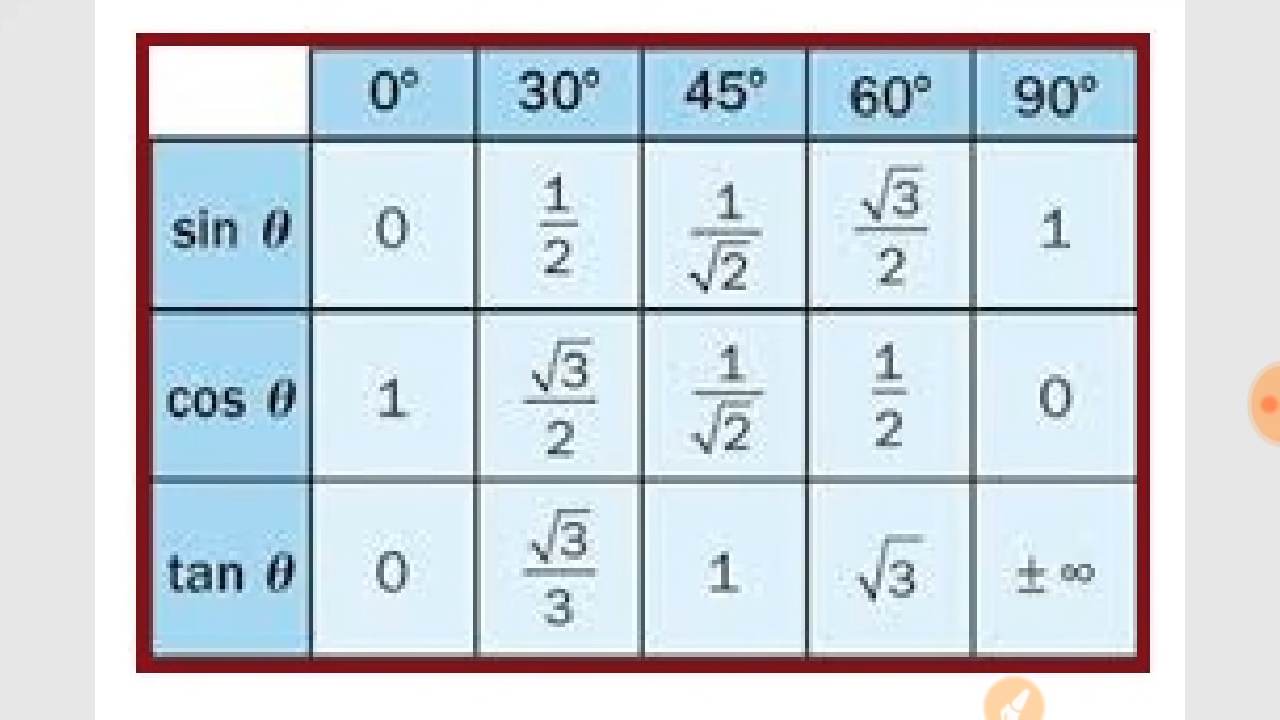 0° 30° 45° 60° 90°
sin θ 0 1/2 1/√2 √3/2 1
cos θ 1 √3/2 1/√2 1/2 0
tan θ 0 √3/3 1 √3 ± ∞